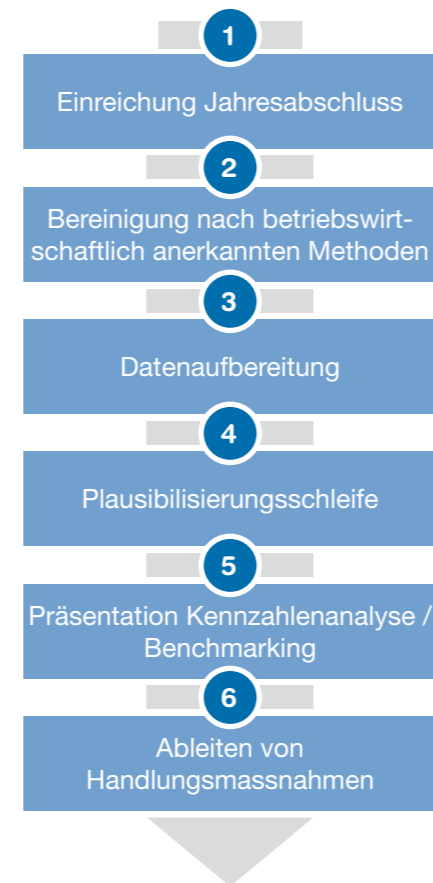 1
Einreichung Jahresabschluss
2
Bereinigung nach betriebswirt-
schaftlich anerkannten Methoden
3
Datenaufbereitung
4
Plausibilisierungsschleife
5
Präsentation Kennzahlenanalyse /
Benchmarking
6
Ableiten von
Handlungsmassnahmen